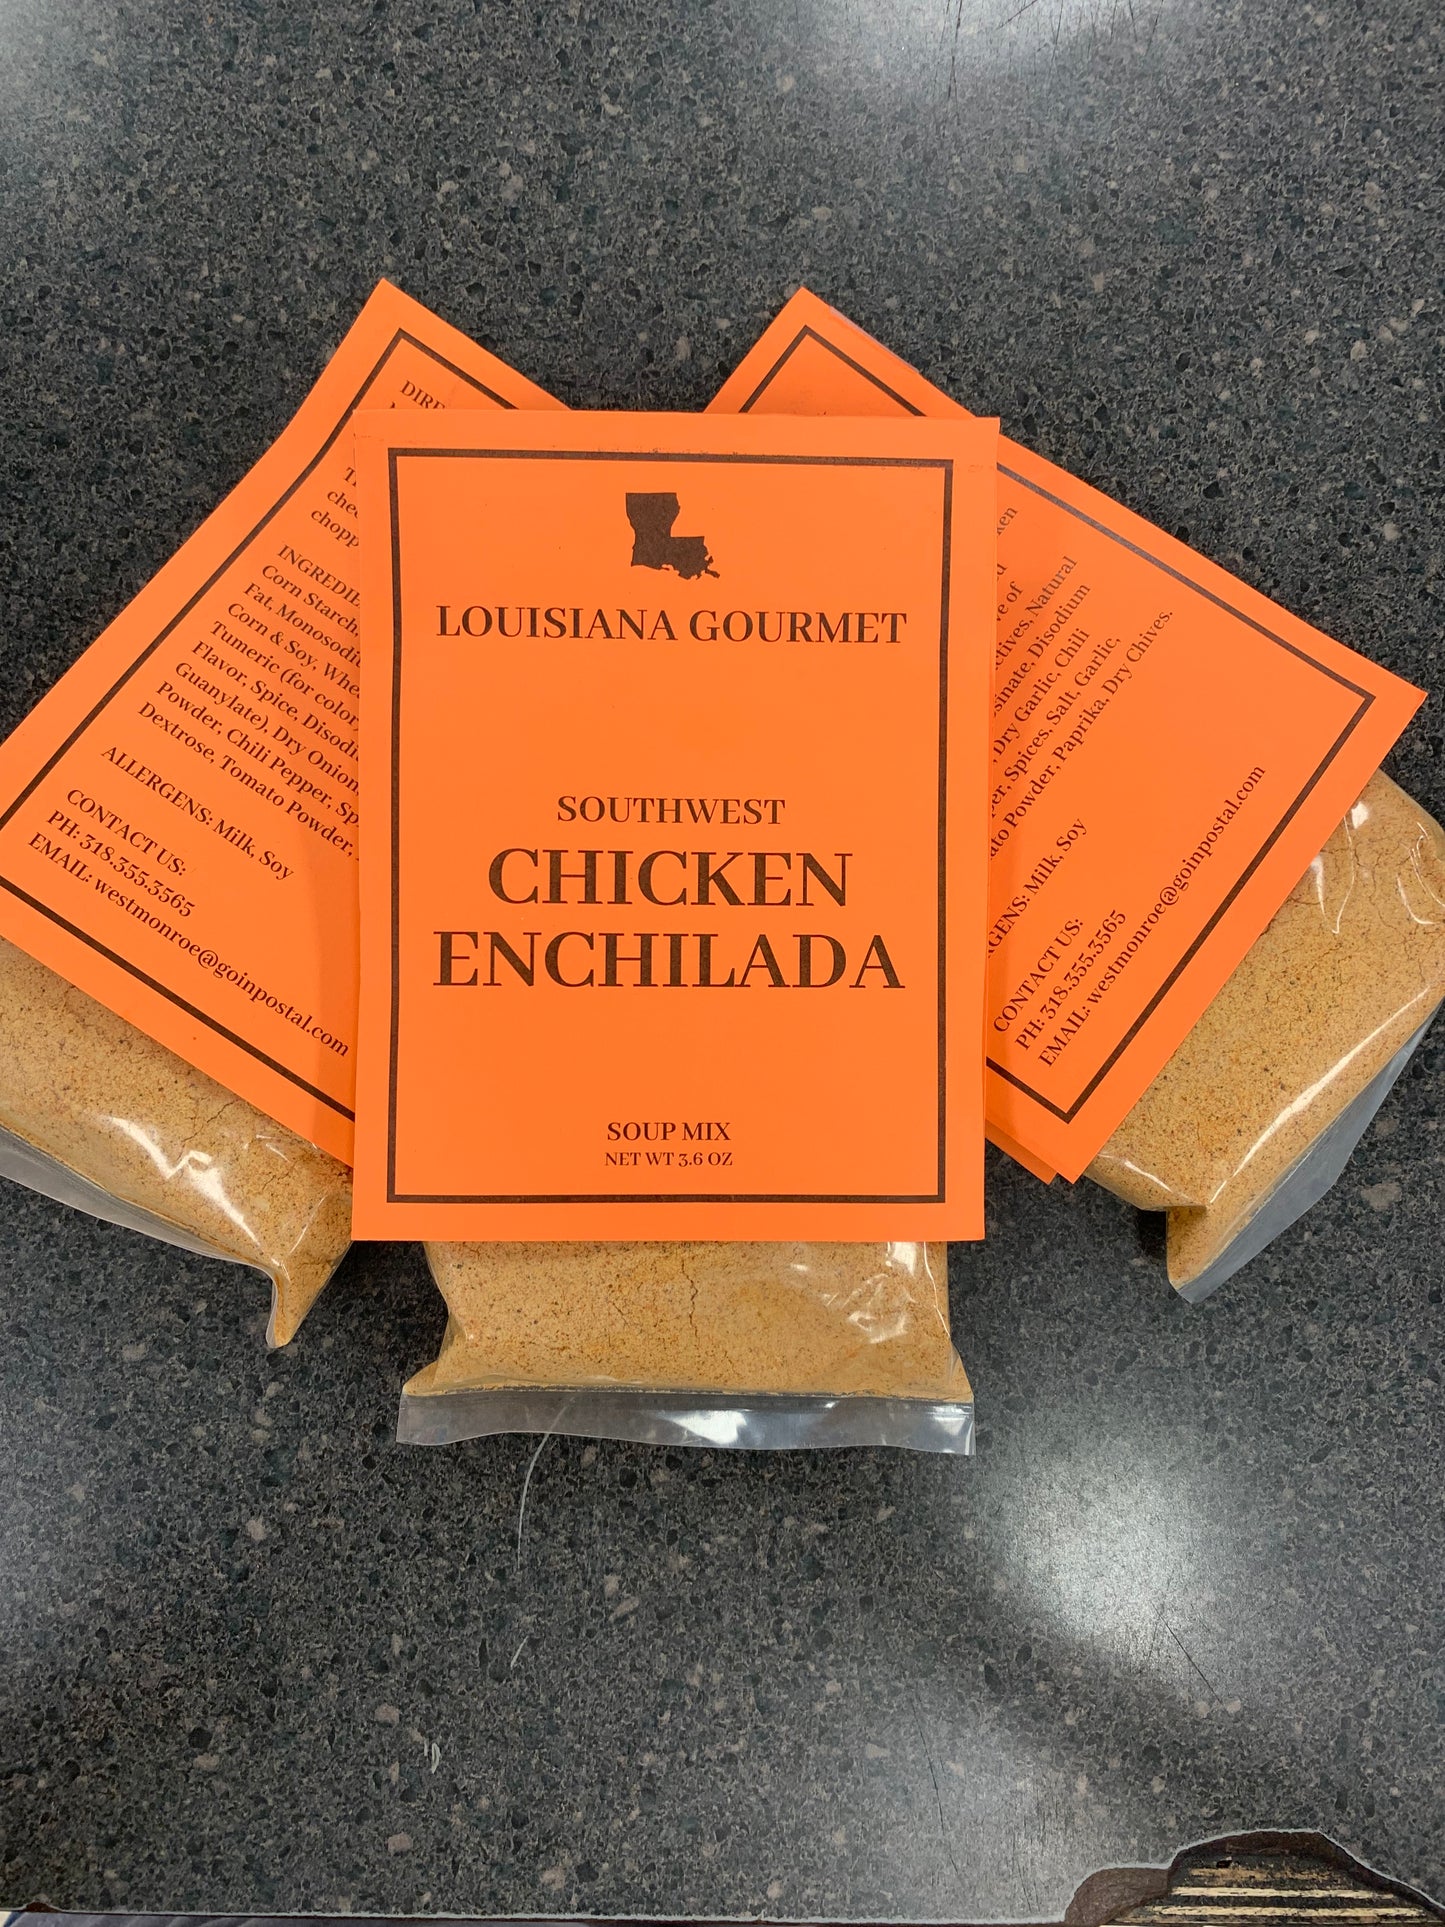 LOUISIANA GOURMET
SOUTHWEST
CHICKEN
ENCHILADA
SOUP MIX
NET WT 3.6 OZ
Corn Starch,
Fat, Monosodi
Corn & Soy, Whe
Tumeric (for color
Flavor, Spice, Disodi
Guanylate), Dry Onion
Powder, Chili Pepper, Sp
Dextrose, Tomato Powder,
ALLERGENS: Milk, Soy
CONTACT US:
PH: 318.355.3565
EMAIL: westmonroe@goinpostal.com
ve of
ctives, Natural
sinate, Disodium
, Dry Garlic, Chili
er, Spices, Salt, Garlic,
ato Powder, Paprika, Dry Chives.
RGENS: Milk, Soy
CONTACT US:
PH: 318.355.3565
EMAIL: westmonroe@goinpostal.com